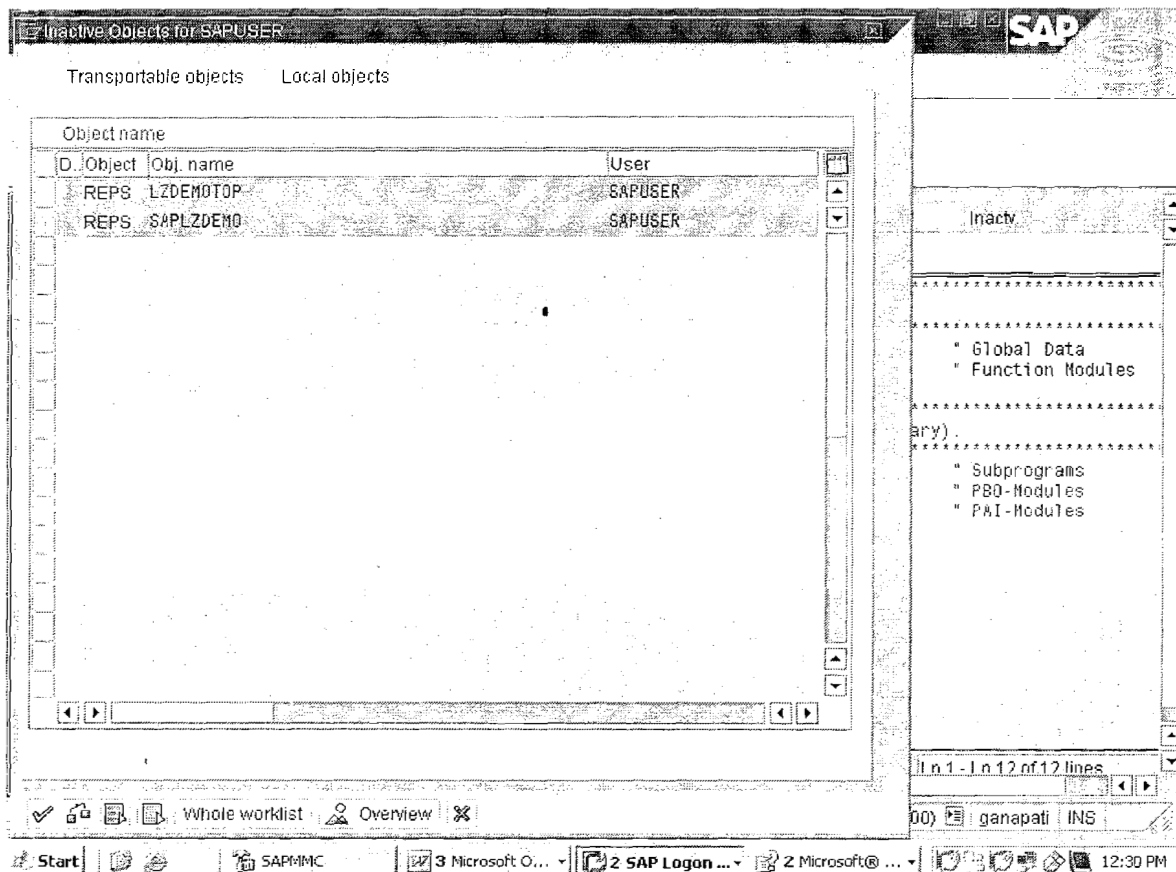 Inactive Objects for SAPUSER
SAP
Transportable objects Local objects
Object name
D.. Object Obj. name User
REPS LZDEMOTOP SAPUSER
REPS SAPLZDEMO SAPUSER
Inactv
************************
************************
" Global Data
" Function Modules
************************
ary).
************************
" Subprograms
" PBO-Modules
" PAI-Modules
Ln 1 - Ln 12 of 12 lines
Whole worklist Overview
00) ganapati INS
Start SAPMMC 3 Microsoft O... 2 SAP Logon ... 2 Microsoft® ... 12:30 PM